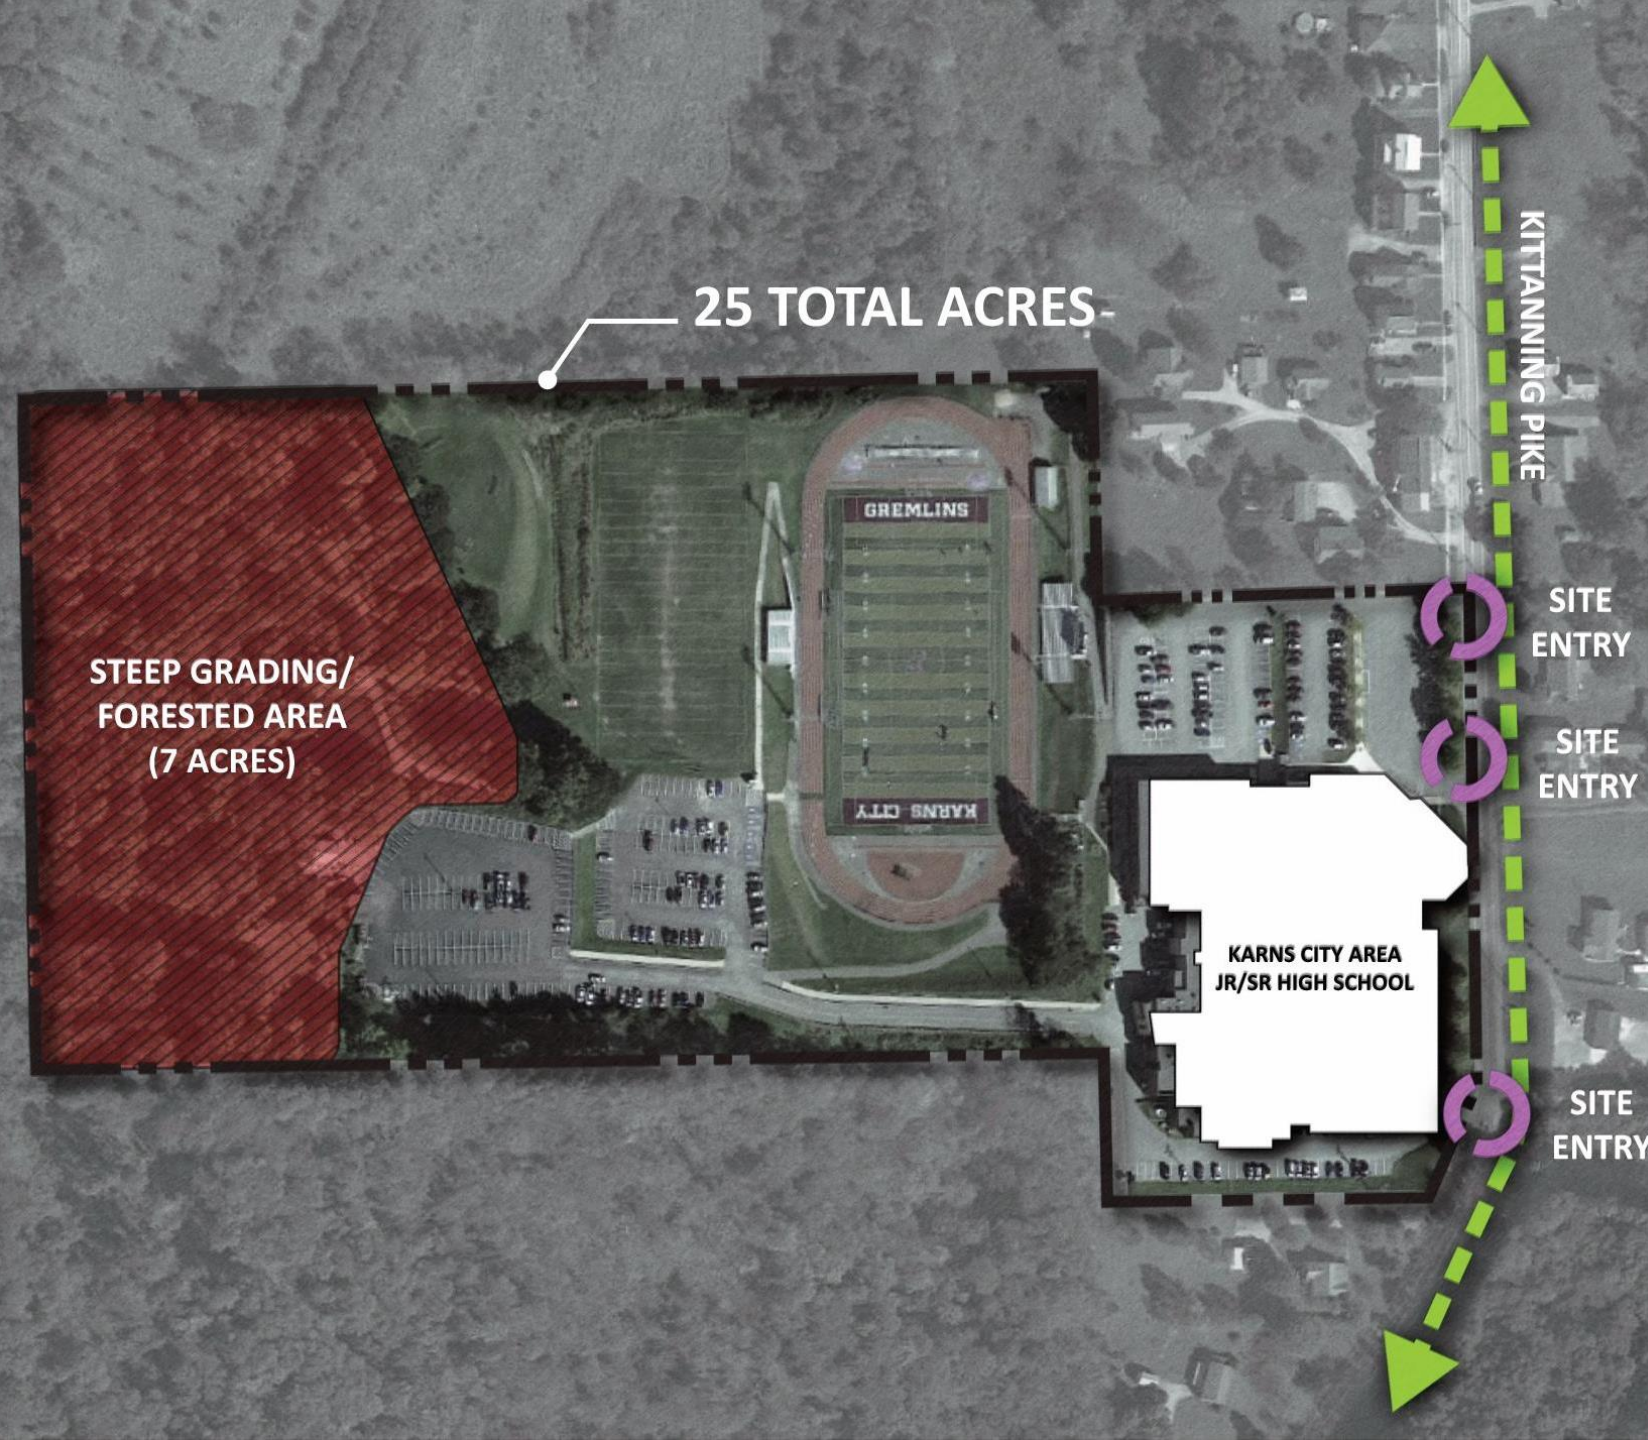 25 TOTAL ACRES
KITTANNING PIKE
GREMLINS
SITE
ENTRY
STEEP GRADING/
FORESTED AREA
(7 ACRES)
SITE
ENTRY
KARNS CITY
KARNS CITY AREA
JR/SR HIGH SCHOOL
SITE
ENTRY